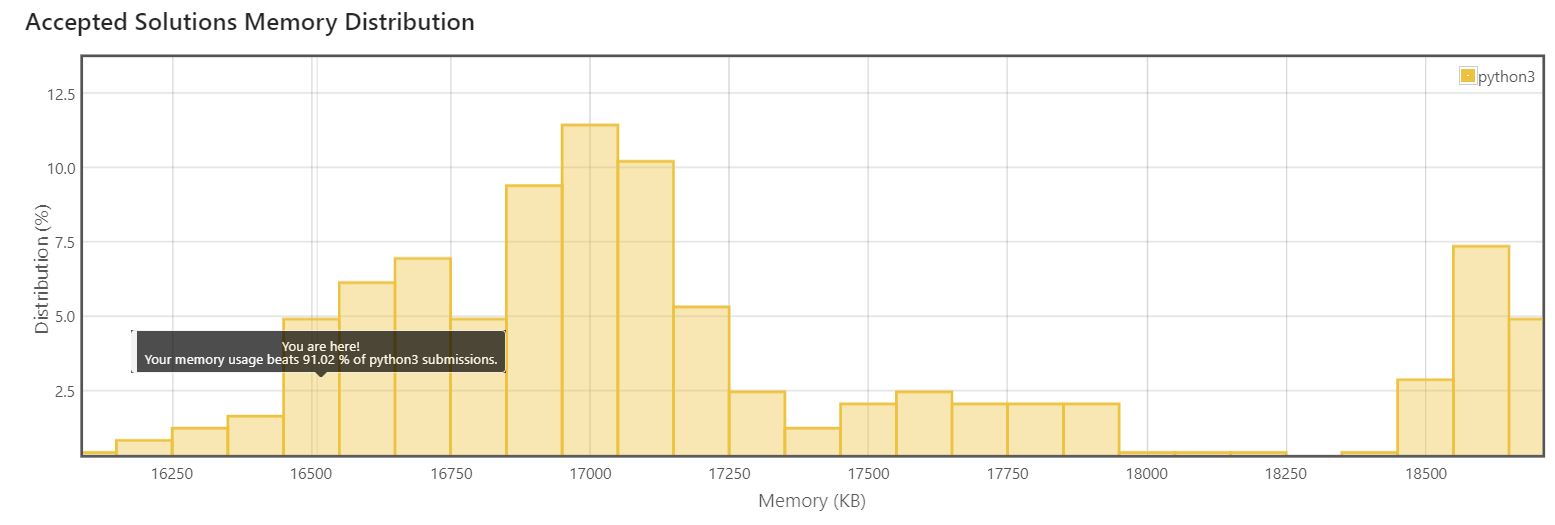 Accepted Solutions Memory Distribution
python3
12.5
10.0
7.5
5.0
2.5
Distribution (%)
You are here!
Your memory usage beats 91.02 % of python3 submissions.
16250 16500 16750 17000 17250 17500 17750 18000 18250 18500
Memory (KB)